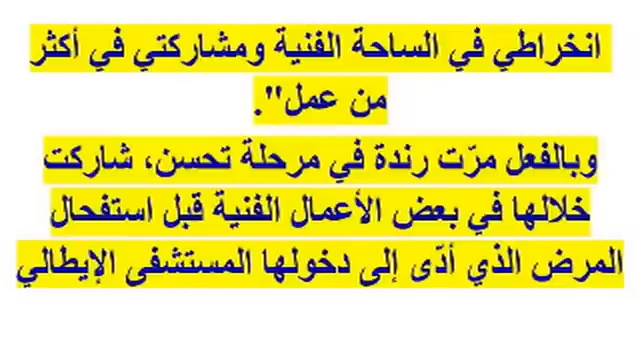 انخراطي في الساحة الفنية ومشاركتي في أكثر
من عمل".
وبالفعل مرّت رندة في مرحلة تحسن، شاركت
خلالها في بعض الأعمال الفنية قبل استفحال
المرض الذي أدّى إلى دخولها المستشفى الإيطالي